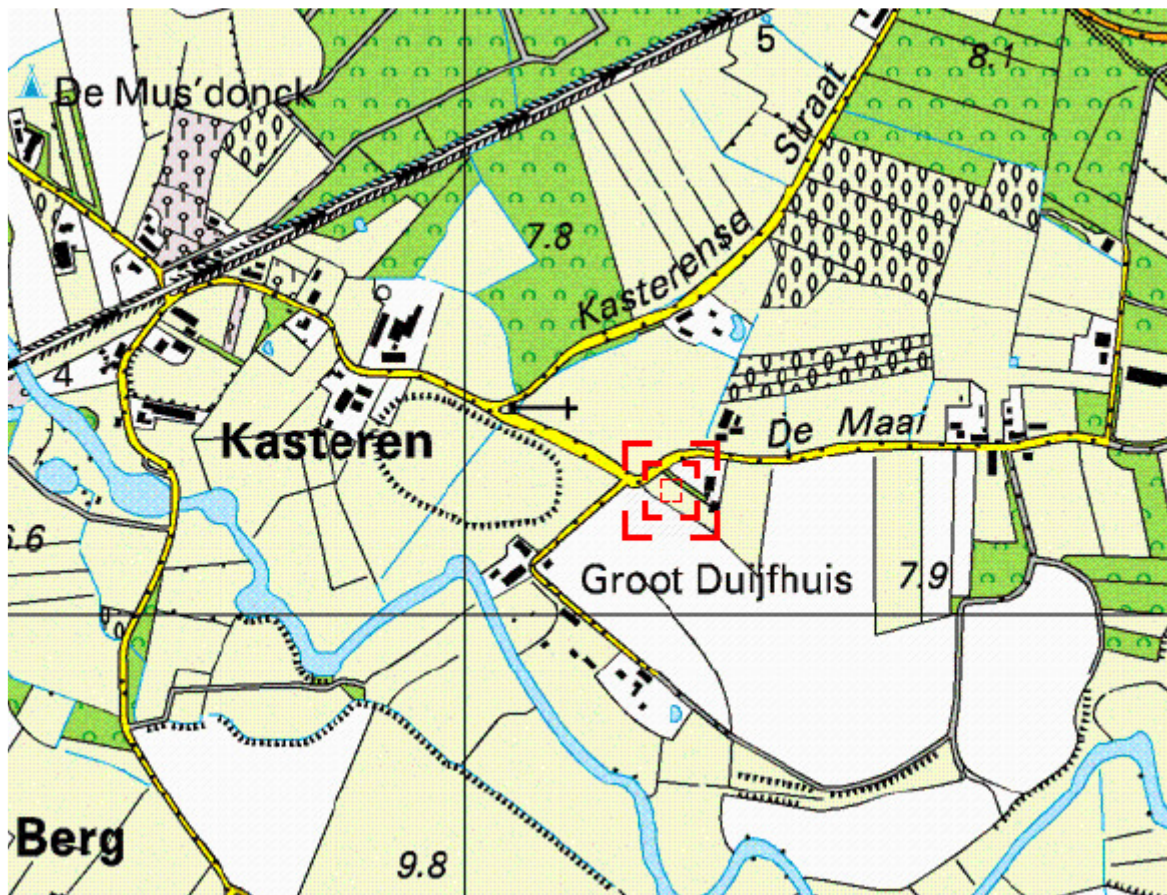 5
8.1
De Mus'donck
Straat
7.8
Kasterense
4
Kasteren
De Maai
6.6
Groot Duijfhuis
7.9
Berg
9.8